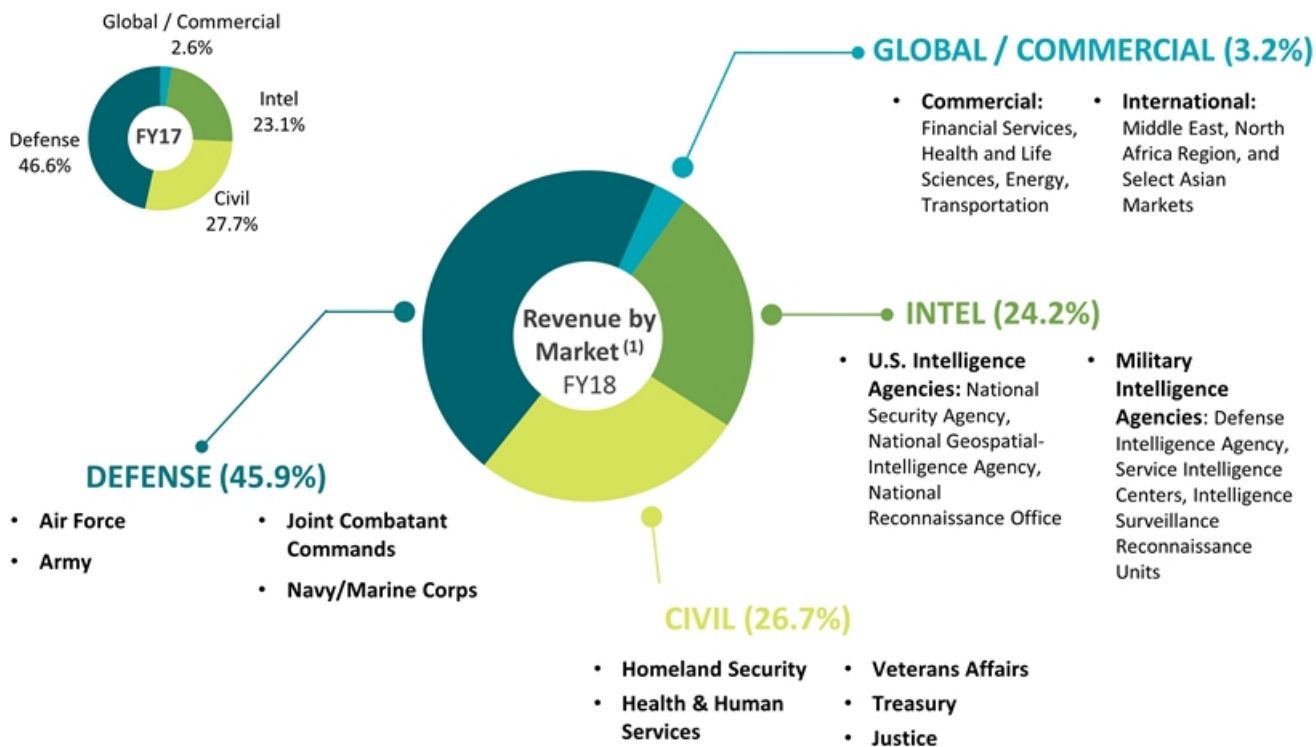 Global / Commercial
2.6%
Intel
23.1%
Defense
46.6%
FY17
Civil
27.7%
GLOBAL / COMMERCIAL (3.2%)
• Commercial:
Financial Services,
Health and Life
Sciences, Energy,
Transportation
• International:
Middle East, North
Africa Region, and
Select Asian
Markets
Revenue by
Market (1)
FY18
INTEL (24.2%)
• U.S. Intelligence
Agencies: National
Security Agency,
National Geospatial-
Intelligence Agency,
National
Reconnaissance Office
• Military
Intelligence
Agencies: Defense
Intelligence Agency,
Service Intelligence
Centers, Intelligence
Surveillance
Reconnaissance
Units
DEFENSE (45.9%)
• Air Force
• Army
• Joint Combatant
Commands
• Navy/Marine Corps
CIVIL (26.7%)
• Homeland Security
• Health & Human
Services
• Veterans Affairs
• Treasury
• Justice